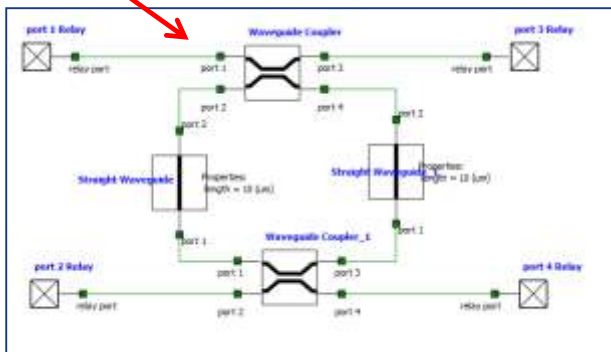 port 1 Relay
Waveguide Coupler
port 3 Relay
relay port
port 1
port 3
relay port
port 2
port 4
port 2
port 2
Straight Waveguide
Properties:
length = 10 (um)
Straight Waveguide
Properties:
length = 10 (um)
port 1
port 1
Waveguide Coupler_1
port 2 Relay
port 1
port 3
port 4 Relay
relay port
port 2
port 4
relay port